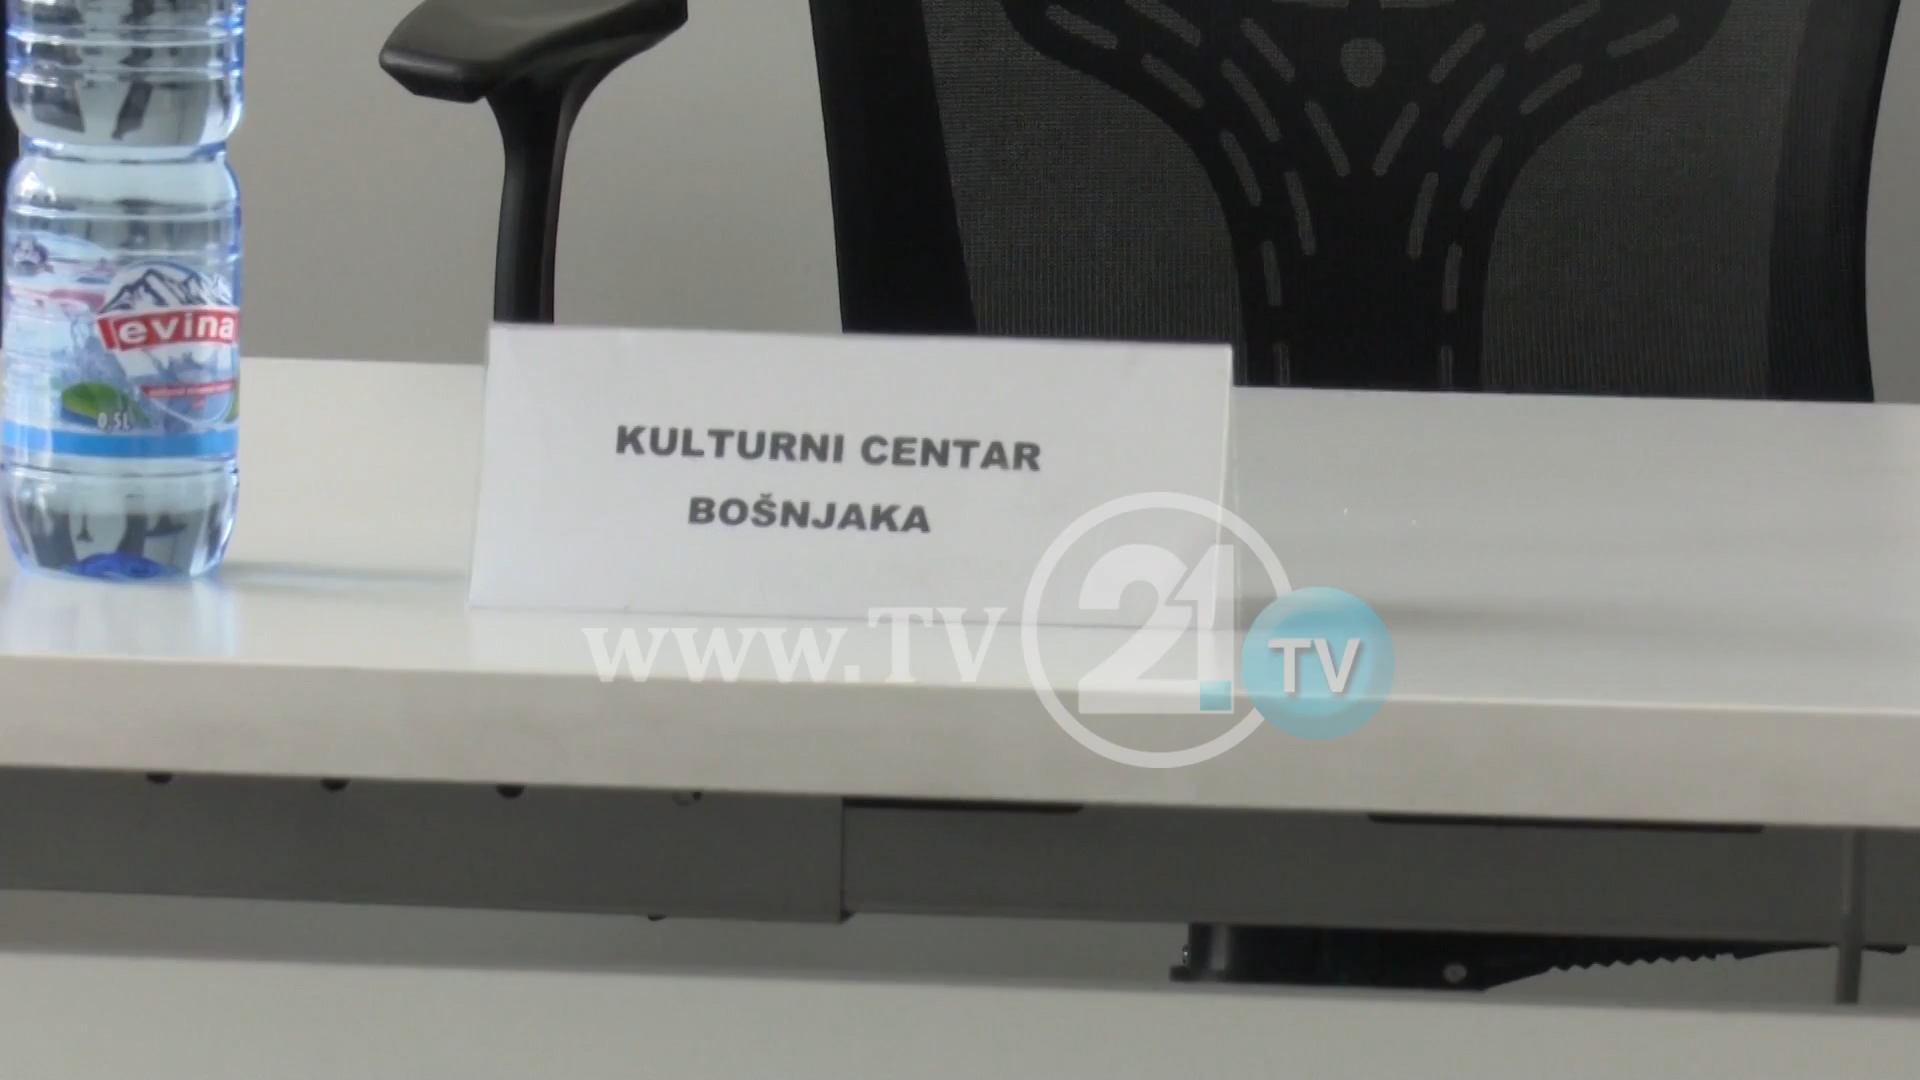 evina
0,5L
KULTURNI CENTAR
BOŠNJAKA
www.TV 21.TV